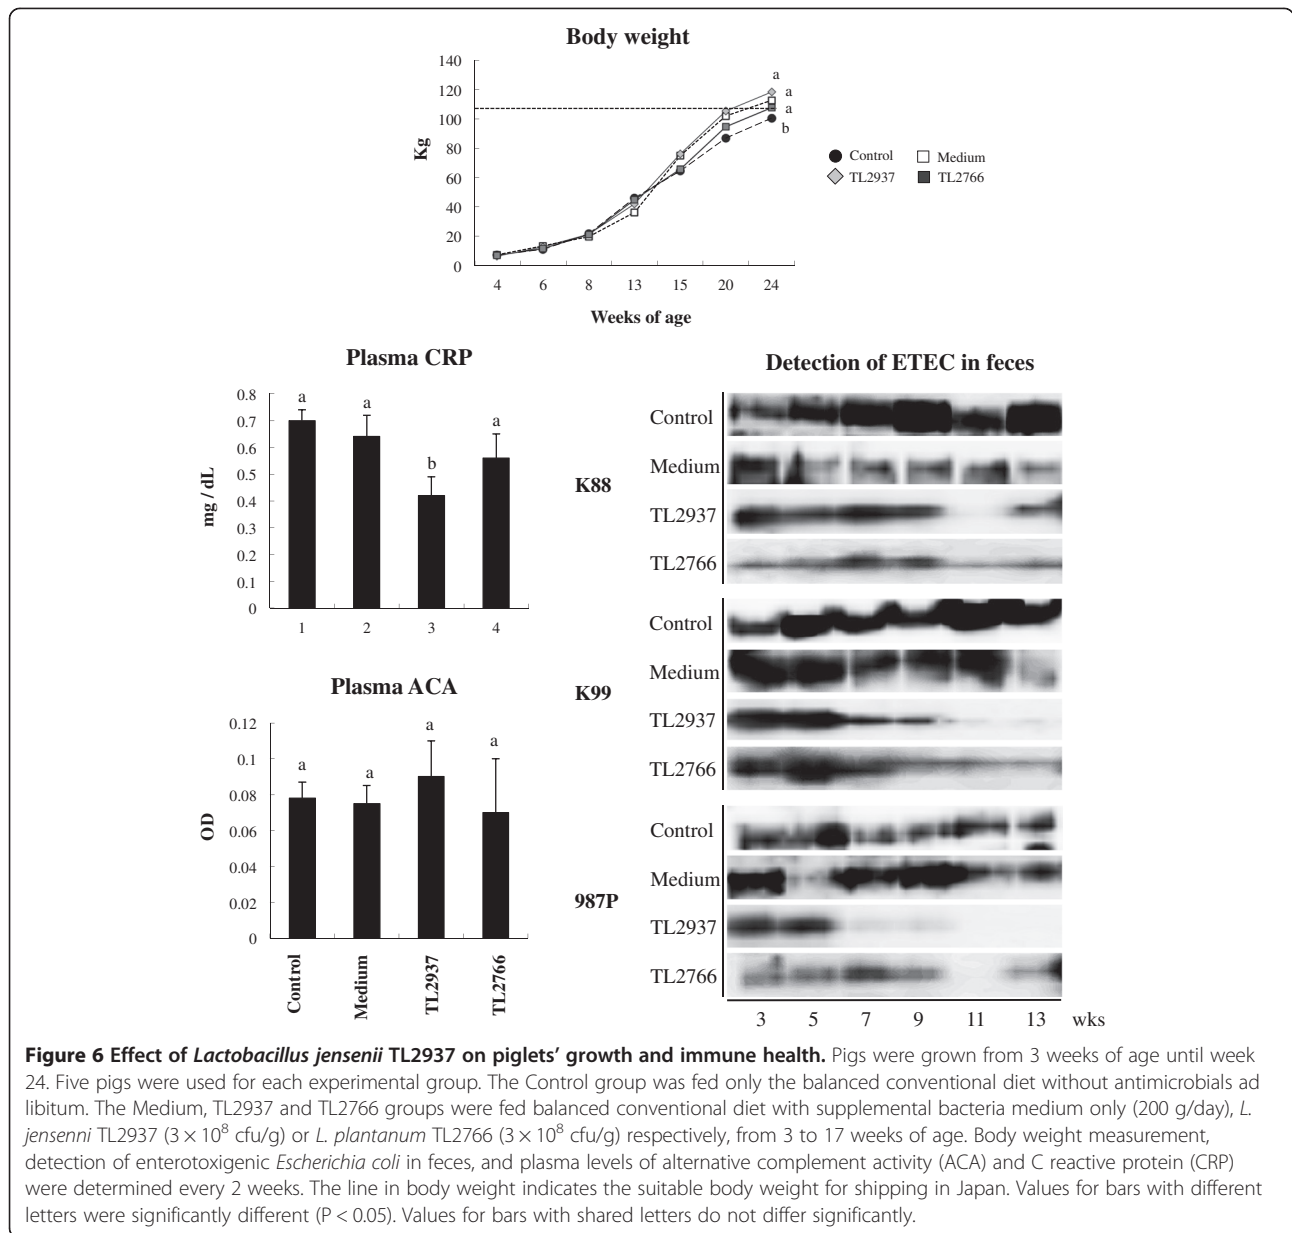 Body weight
140
120
100
80
60
40
20
0
Kg
a
a
a
b
4 6 8 13 15 20 24
Weeks of age
Control Medium
TL2937 TL2766
Plasma CRP
0.8
0.7
0.6
0.5
0.4
0.3
0.2
0.1
0
mg / dL
a a b a
1 2 3 4
Plasma ACA
0.12
0.1
0.08
0.06
0.04
0.02
0
OD
a a a a
Control Medium TL2937 TL2766
Detection of ETEC in feces
K88
Control
Medium
TL2937
TL2766
K99
Control
Medium
TL2937
TL2766
987P
Control
Medium
TL2937
TL2766
3 5 7 9 11 13 wks
Figure 6 Effect of Lactobacillus jensenii TL2937 on piglets' growth and immune health. Pigs were grown from 3 weeks of age until week
24. Five pigs were used for each experimental group. The Control group was fed only the balanced conventional diet without antimicrobials ad
libitum. The Medium, TL2937 and TL2766 groups were fed balanced conventional diet with supplemental bacteria medium only (200 g/day), L.
jensenni TL2937 (3 × 10⁸ cfu/g) or L. plantanum TL2766 (3 × 10⁸ cfu/g) respectively, from 3 to 17 weeks of age. Body weight measurement,
detection of enterotoxigenic Escherichia coli in feces, and plasma levels of alternative complement activity (ACA) and C reactive protein (CRP)
were determined every 2 weeks. The line in body weight indicates the suitable body weight for shipping in Japan. Values for bars with different
letters were significantly different (P < 0.05). Values for bars with shared letters do not differ significantly.